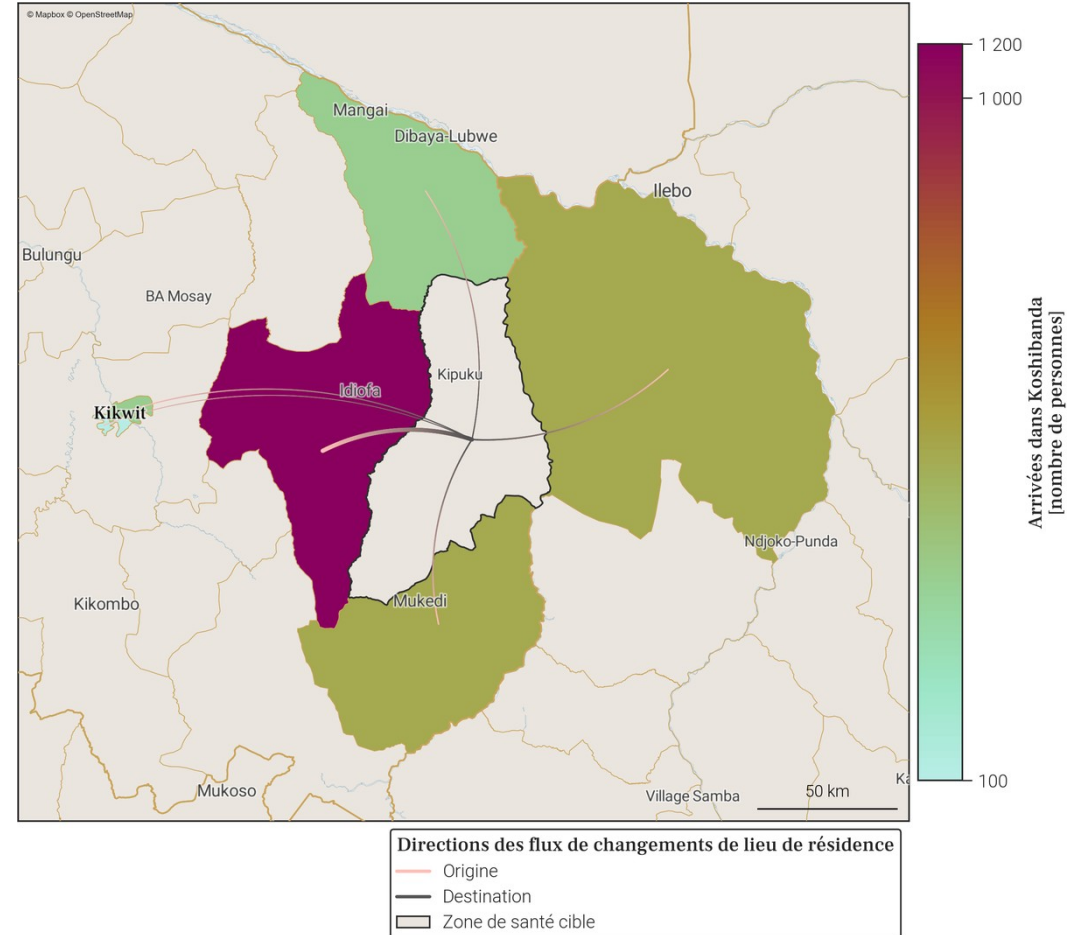 © Mapbox © OpenStreetMap
Mangai
Dibaya-Lubwe
Ilebo
Bulungu
BA Mosay
Kipuku
Idiofa
Kikwit
Ndjoko-Punda
Kikombo
Mukedi
Mukoso
Village Samba
50 km
1 200
1 000
100
Arrivées dans Koshibanda
[nombre de personnes]
Directions des flux de changements de lieu de résidence
Origine
Destination
Zone de santé cible